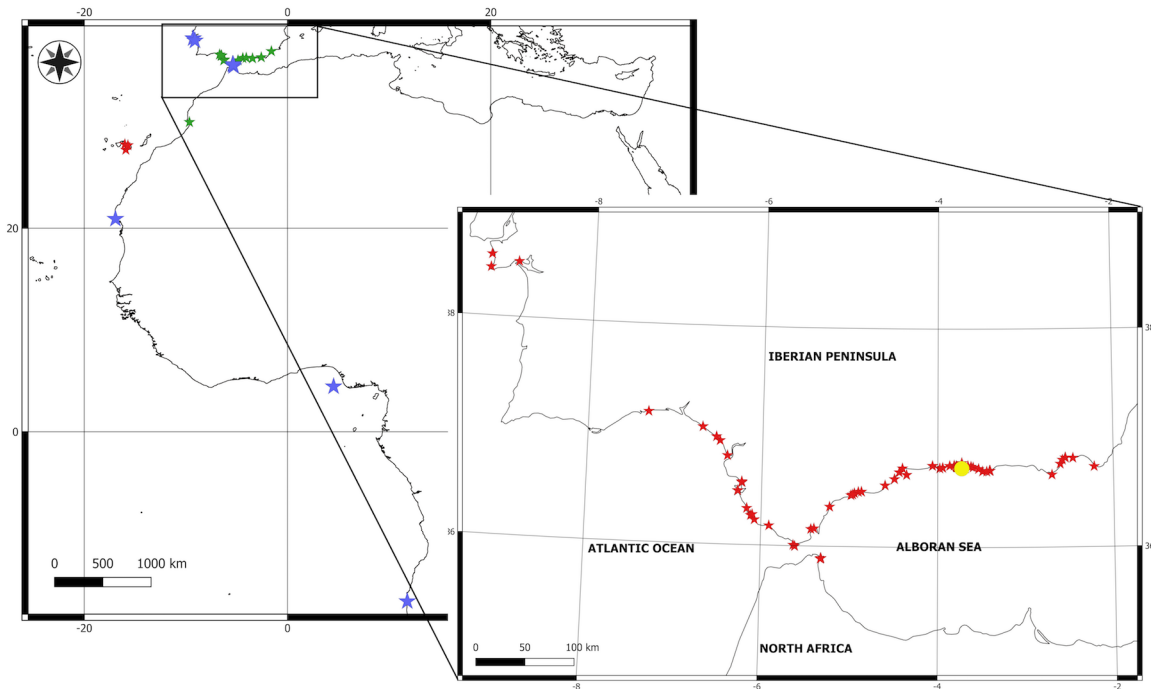 -20 0 20
20
0
0 500 1000 km
-20 0
-8 -6 -4 -2
38 38
IBERIAN PENINSULA
36 36
ATLANTIC OCEAN ALBORAN SEA
NORTH AFRICA
0 50 100 km
-8 -6 -4 -2